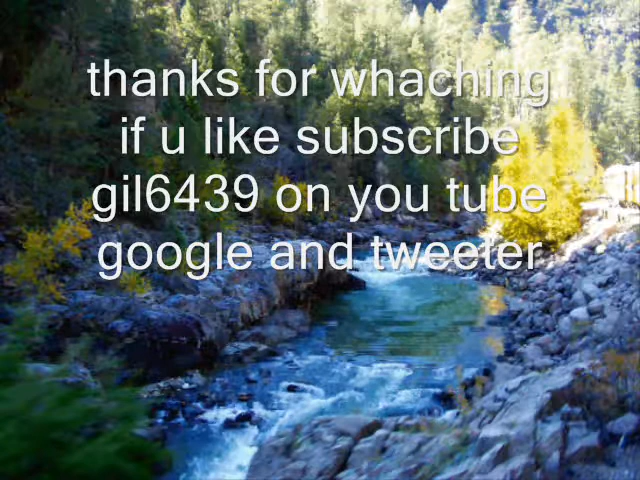 thanks for whaching
if u like subscribe
gil6439 on you tube
google and tweeter